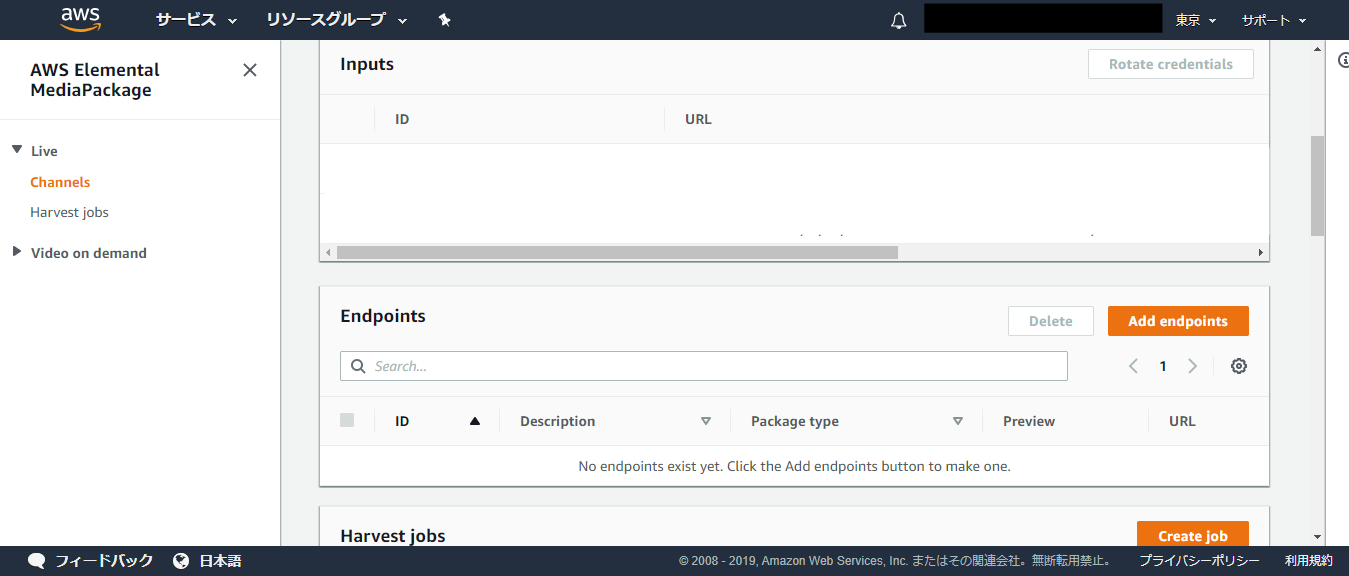 aws サービス リソースグループ 東京 サポート
AWS Elemental
MediaPackage
Live
Channels
Harvest jobs
Video on demand
Inputs
Rotate credentials
ID URL
Endpoints
Delete Add endpoints
Search...
1
ID Description Package type Preview URL
No endpoints exist yet. Click the Add endpoints button to make one.
Harvest jobs
Create job
フィードバック 日本語
© 2008 - 2019, Amazon Web Services, Inc. またはその関連会社。無断転用禁止。 プライバシーポリシー 利用規約